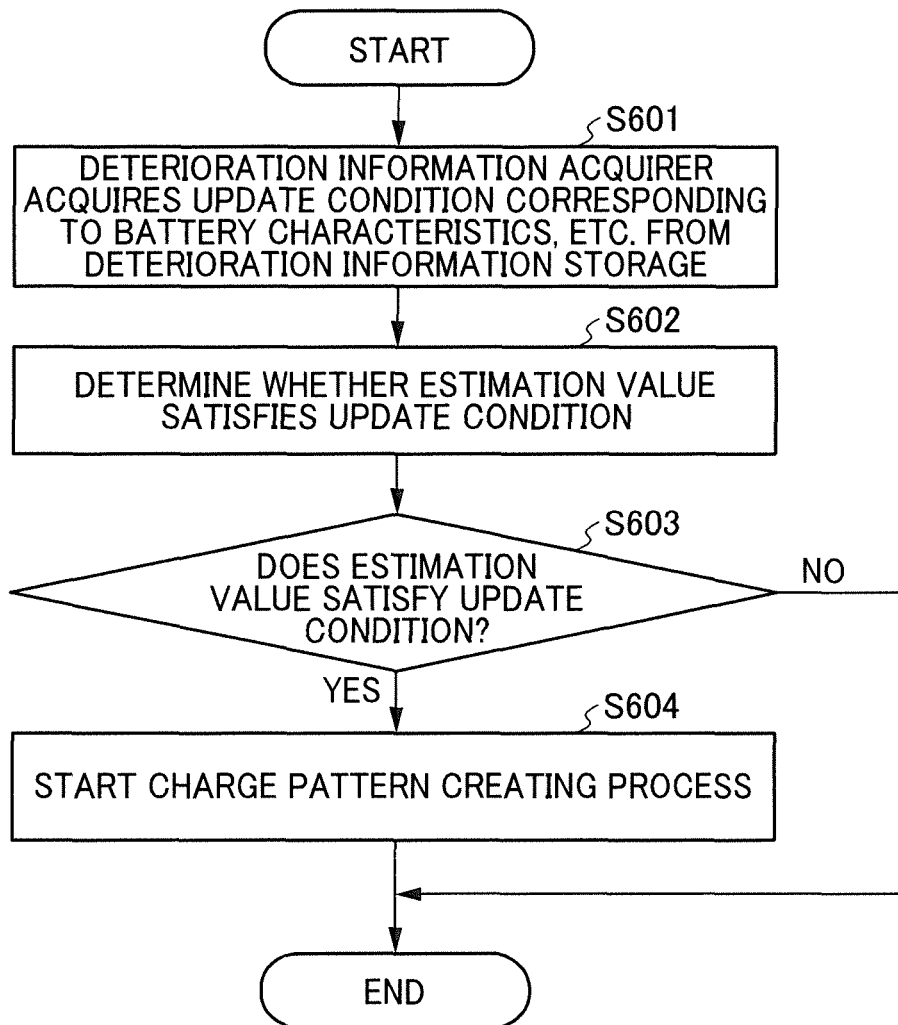 START
S601
DETERIORATION INFORMATION ACQUIRER
ACQUIRES UPDATE CONDITION CORRESPONDING
TO BATTERY CHARACTERISTICS, ETC. FROM
DETERIORATION INFORMATION STORAGE
S602
DETERMINE WHETHER ESTIMATION VALUE
SATISFIES UPDATE CONDITION
S603
DOES ESTIMATION
VALUE SATISFY UPDATE
CONDITION?
NO
YES
S604
START CHARGE PATTERN CREATING PROCESS
END